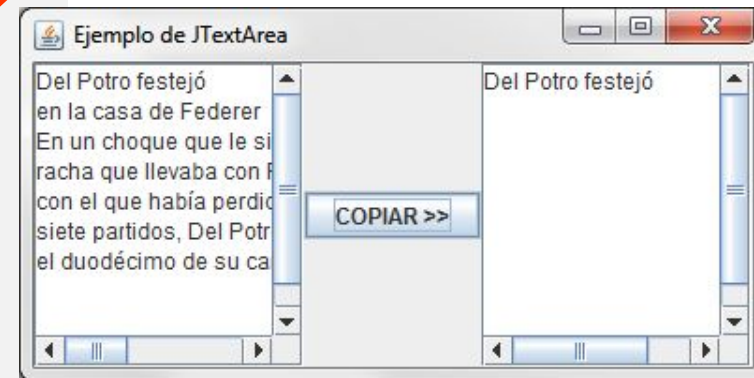 Ejemplo de JTextArea
Del Potro festejó
en la casa de Federer
En un choque que le si
racha que llevaba con
con el que había
siete partidos, Del Potr
el duodécimo de su ca
COPIAR >>
Del Potro festejó